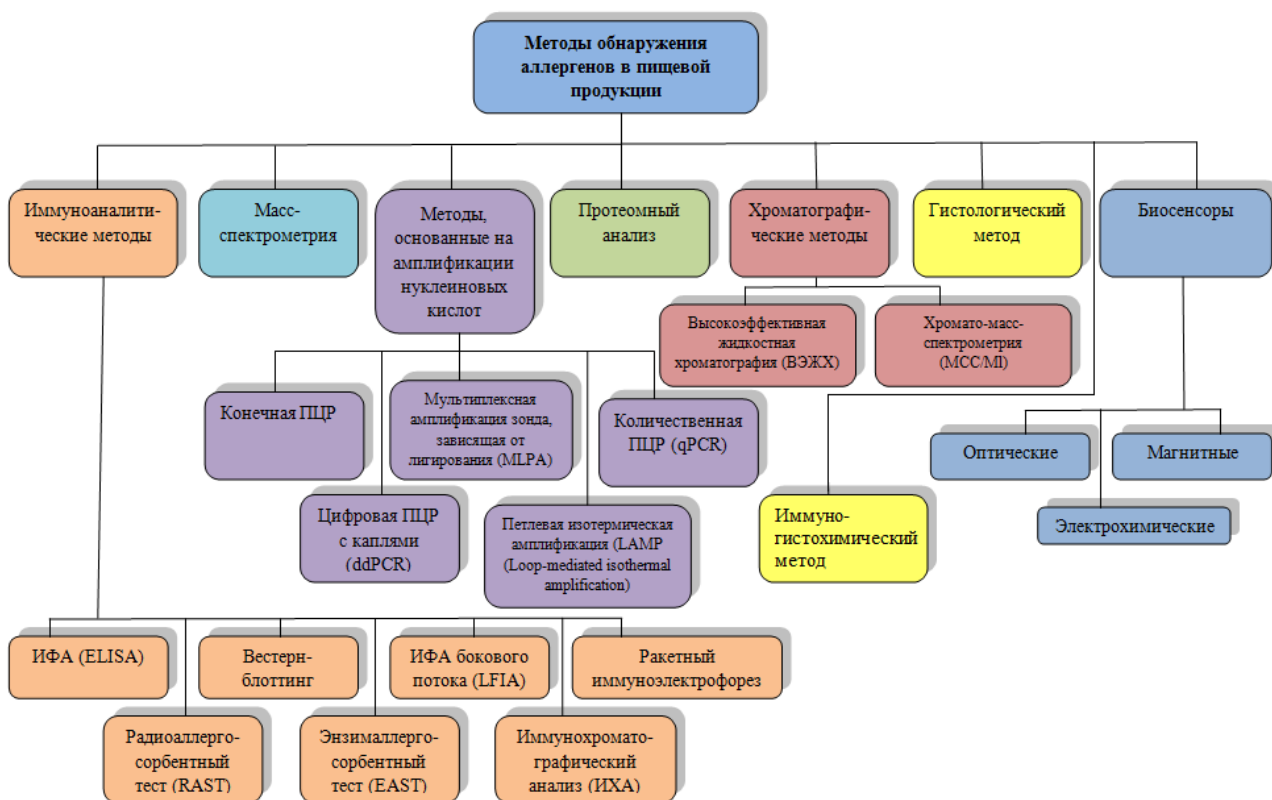 Методы обнаружения
аллергенов в пищевой
продукции
Иммуноаналити-
ческие методы
Масс-
спектрометрия
Методы,
основанные на
амплификации
нуклеиновых
кислот
Протеомный
анализ
Хроматографи-
ческие методы
Гистологический
метод
Биосенсоры
Высокоэффективная
жидкостная
хроматография (ВЭЖХ)
Хромато-масс-
спектрометрия
(МСС/МI)
Конечная ПЦР
Мультиплексная
амплификация зонда,
зависящая от
лигирования (MLPA)
Количественная
ПЦР (qPCR)
Оптические
Магнитные
Электрохимические
Цифровая ПЦР
с каплями
(ddPCR)
Петлевая изотермическая
амплификация (LAMP
(Loop-mediated isothermal
amplification)
Иммуно-
гистохимический
метод
ИФА (ELISA)
Вестерн-
блоттинг
ИФА бокового
потока (LFIA)
Ракетный
иммуноэлектрофорез
Радиоаллерго-
сорбентный
тест (RAST)
Энзималлерго-
сорбентный
тест (EAST)
Иммунохромато-
графический
анализ (ИХА)